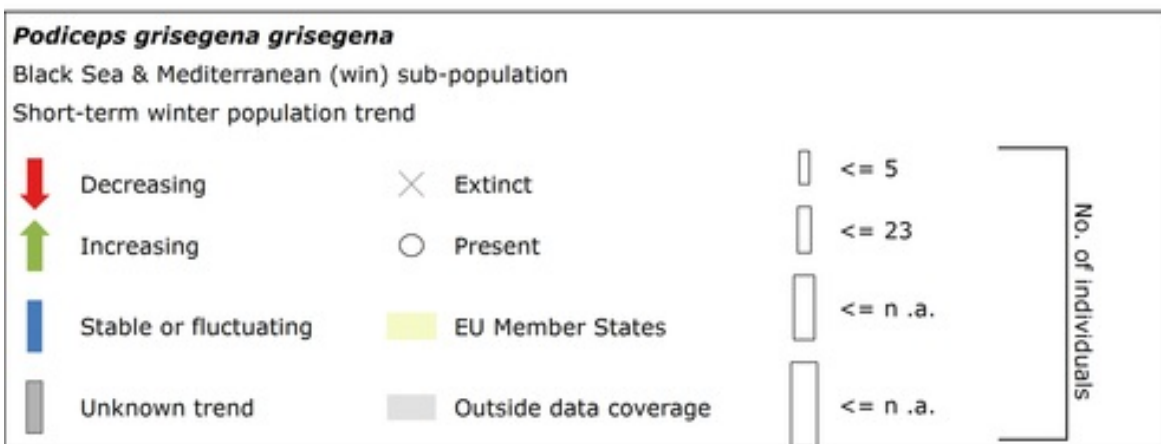 Podiceps grisegena grisegena
Black Sea & Mediterranean (win) sub-population
Short-term winter population trend
Decreasing
Increasing
Stable or fluctuating
Unknown trend
Extinct
Present
EU Member States
Outside data coverage
<= 5
<= 23
<= n .a.
<= n .a.
No. of individuals